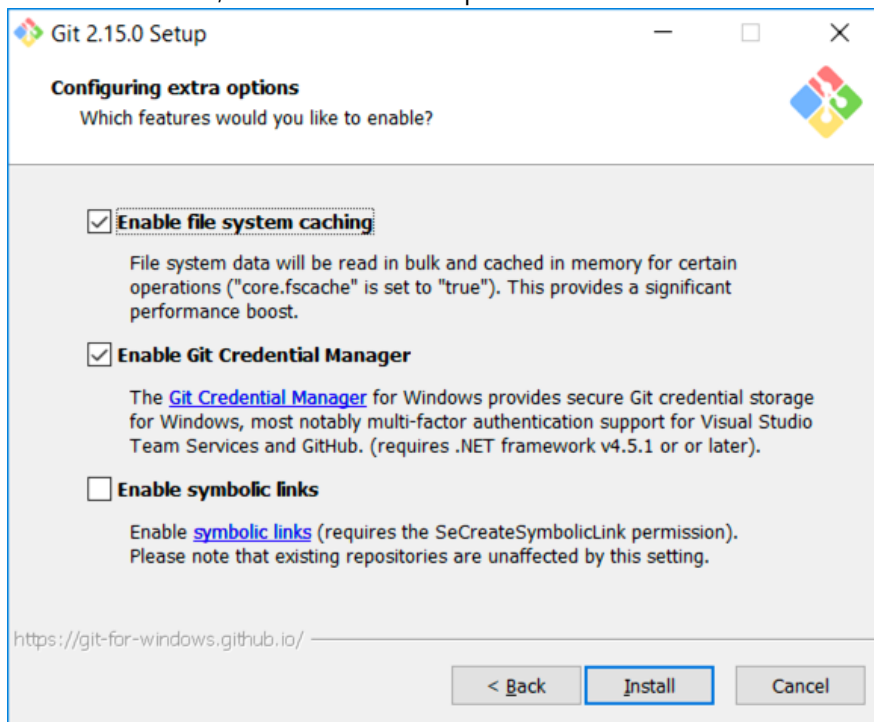 Git 2.15.0 Setup
Configuring extra options
Which features would you like to enable?
Enable file system caching
File system data will be read in bulk and cached in memory for certain
operations ("core.fscache" is set to "true"). This provides a significant
performance boost.
Enable Git Credential Manager
The Git Credential Manager for Windows provides secure Git credential storage
for Windows, most notably multi-factor authentication support for Visual Studio
Team Services and GitHub. (requires .NET framework v4.5.1 or or later).
Enable symbolic links
Enable symbolic links (requires the SeCreateSymbolicLink permission).
Please note that existing repositories are unaffected by this setting.
https://git-for-windows.github.io/
< Back Install Cancel